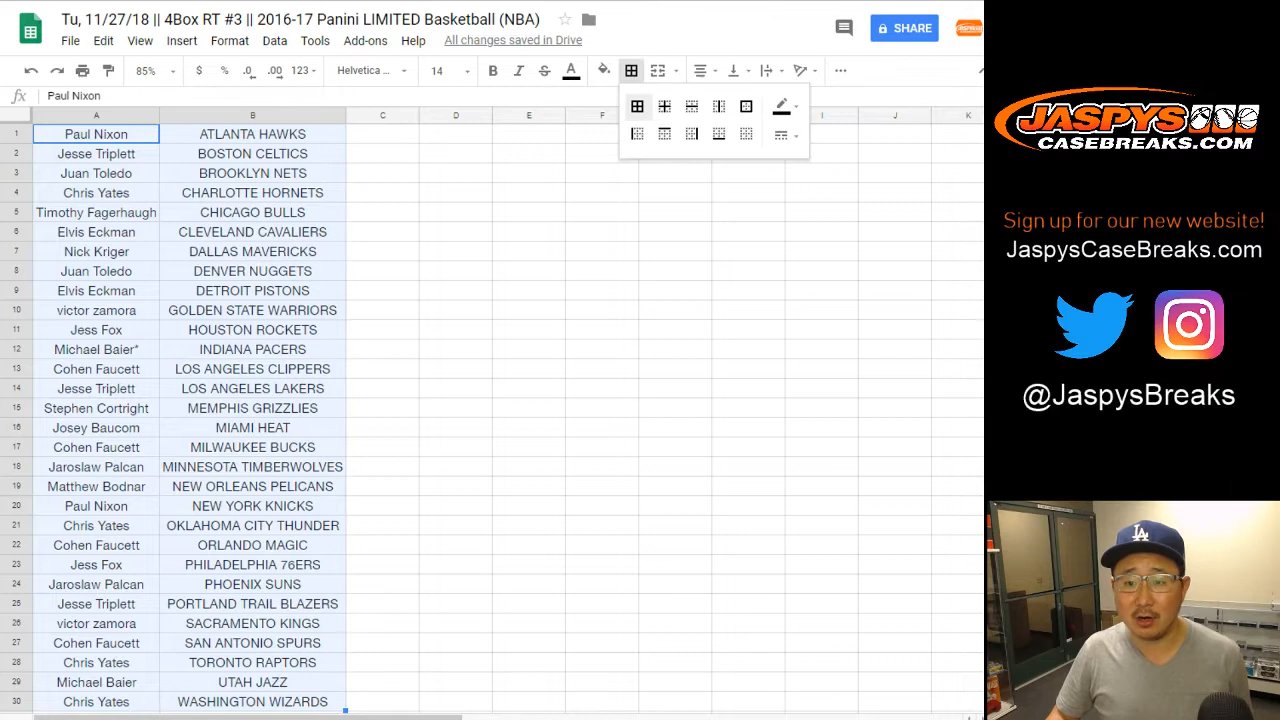 Tu, 11/27/18 || 4Box RT #3 || 2016-17 Panini LIMITED Basketball (NBA)
File Edit View Tools Add-ons Help All changes saved in Drive
SHARE
85% $ % .0 .00 123 Helvetica ... 14 B I S A
fx Paul Nixon
A B C D E F I J K
1 Paul Nixon ATLANTA HAWKS
2 Jesse Triplett BOSTON CELTICS
3 Juan Toledo BROOKLYN NETS
4 Chris Yates CHARLOTTE HORNETS
5 Timothy Fagerhaugh CHICAGO BULLS
6 Elvis Eckman CLEVELAND CAVALIERS
7 Nick Kriger DALLAS MAVERICKS
8 Juan Toledo DENVER NUGGETS
9 Elvis Eckman DETROIT PISTONS
10 victor zamora GOLDEN STATE WARRIORS
11 Jess Fox HOUSTON ROCKETS
12 Michael Baier* INDIANA PACERS
13 Cohen Faucett LOS ANGELES CLIPPERS
14 Jesse Triplett LOS ANGELES LAKERS
15 Stephen Cortright MEMPHIS GRIZZLIES
16 Josey Baucom MIAMI HEAT
17 Cohen Faucett MILWAUKEE BUCKS
18 Jaroslaw Palcan MINNESOTA TIMBERWOLVES
19 Matthew Bodnar NEW ORLEANS PELICANS
20 Paul Nixon NEW YORK KNICKS
21 Chris Yates OKLAHOMA CITY THUNDER
22 Cohen Faucett ORLANDO MAGIC
23 Jess Fox PHILADELPHIA 76ERS
24 Jaroslaw Palcan PHOENIX SUNS
25 Jesse Triplett PORTLAND TRAIL BLAZERS
26 victor zamora SACRAMENTO KINGS
27 Cohen Faucett SAN ANTONIO SPURS
28 Chris Yates TORONTO RAPTORS
29 Michael Baier UTAH JAZZ
30 Chris Yates WASHINGTON WIZARDS
JASPYS
CASEBREAKS.COM
Sign up for our new website!
JaspysCaseBreaks.com
@JaspysBreaks
LA